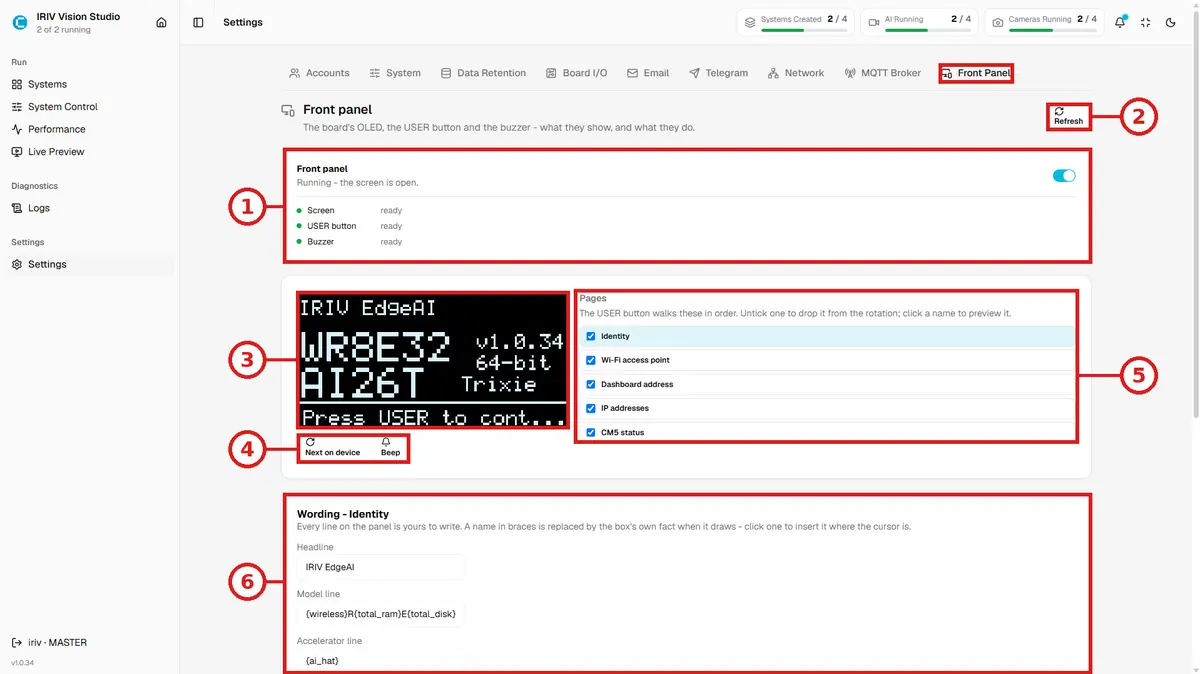 IRIV Vision Studio
2 of 2 running
Settings
Systems Created 2 / 4
AI Running 2 / 4
Cameras Running 2 / 4
Run
Systems
System Control
Performance
Live Preview
Diagnostics
Logs
Settings
Settings
Accounts
System
Data Retention
Board I/O
Email
Telegram
Network
MQTT Broker
Front Panel
Front panel
The board's OLED, the USER button and the buzzer - what they show, and what they do.
Refresh
2
1
Front panel
Running - the screen is open.
Screen ready
USER button ready
Buzzer ready
3
IRIV EdgeAI
WR8E32 v1.0.34
64-bit
AI26T Trixie
Press USER to cont...
4
Next on device
Beep
Pages
The USER button walks these in order. Untick one to drop it from the rotation; click a name to preview it.
Identity
Wi-Fi access point
Dashboard address
IP addresses
CM5 status
5
6
Wording - Identity
Every line on the panel is yours to write. A name in braces is replaced by the box's own fact when it draws - click one to insert it where the cursor is.
Headline
IRIV EdgeAI
Model line
{wireless}R{total_ram}E{total_disk}
Accelerator line
{ai_hat}
iriv · MASTER
v1.0.34